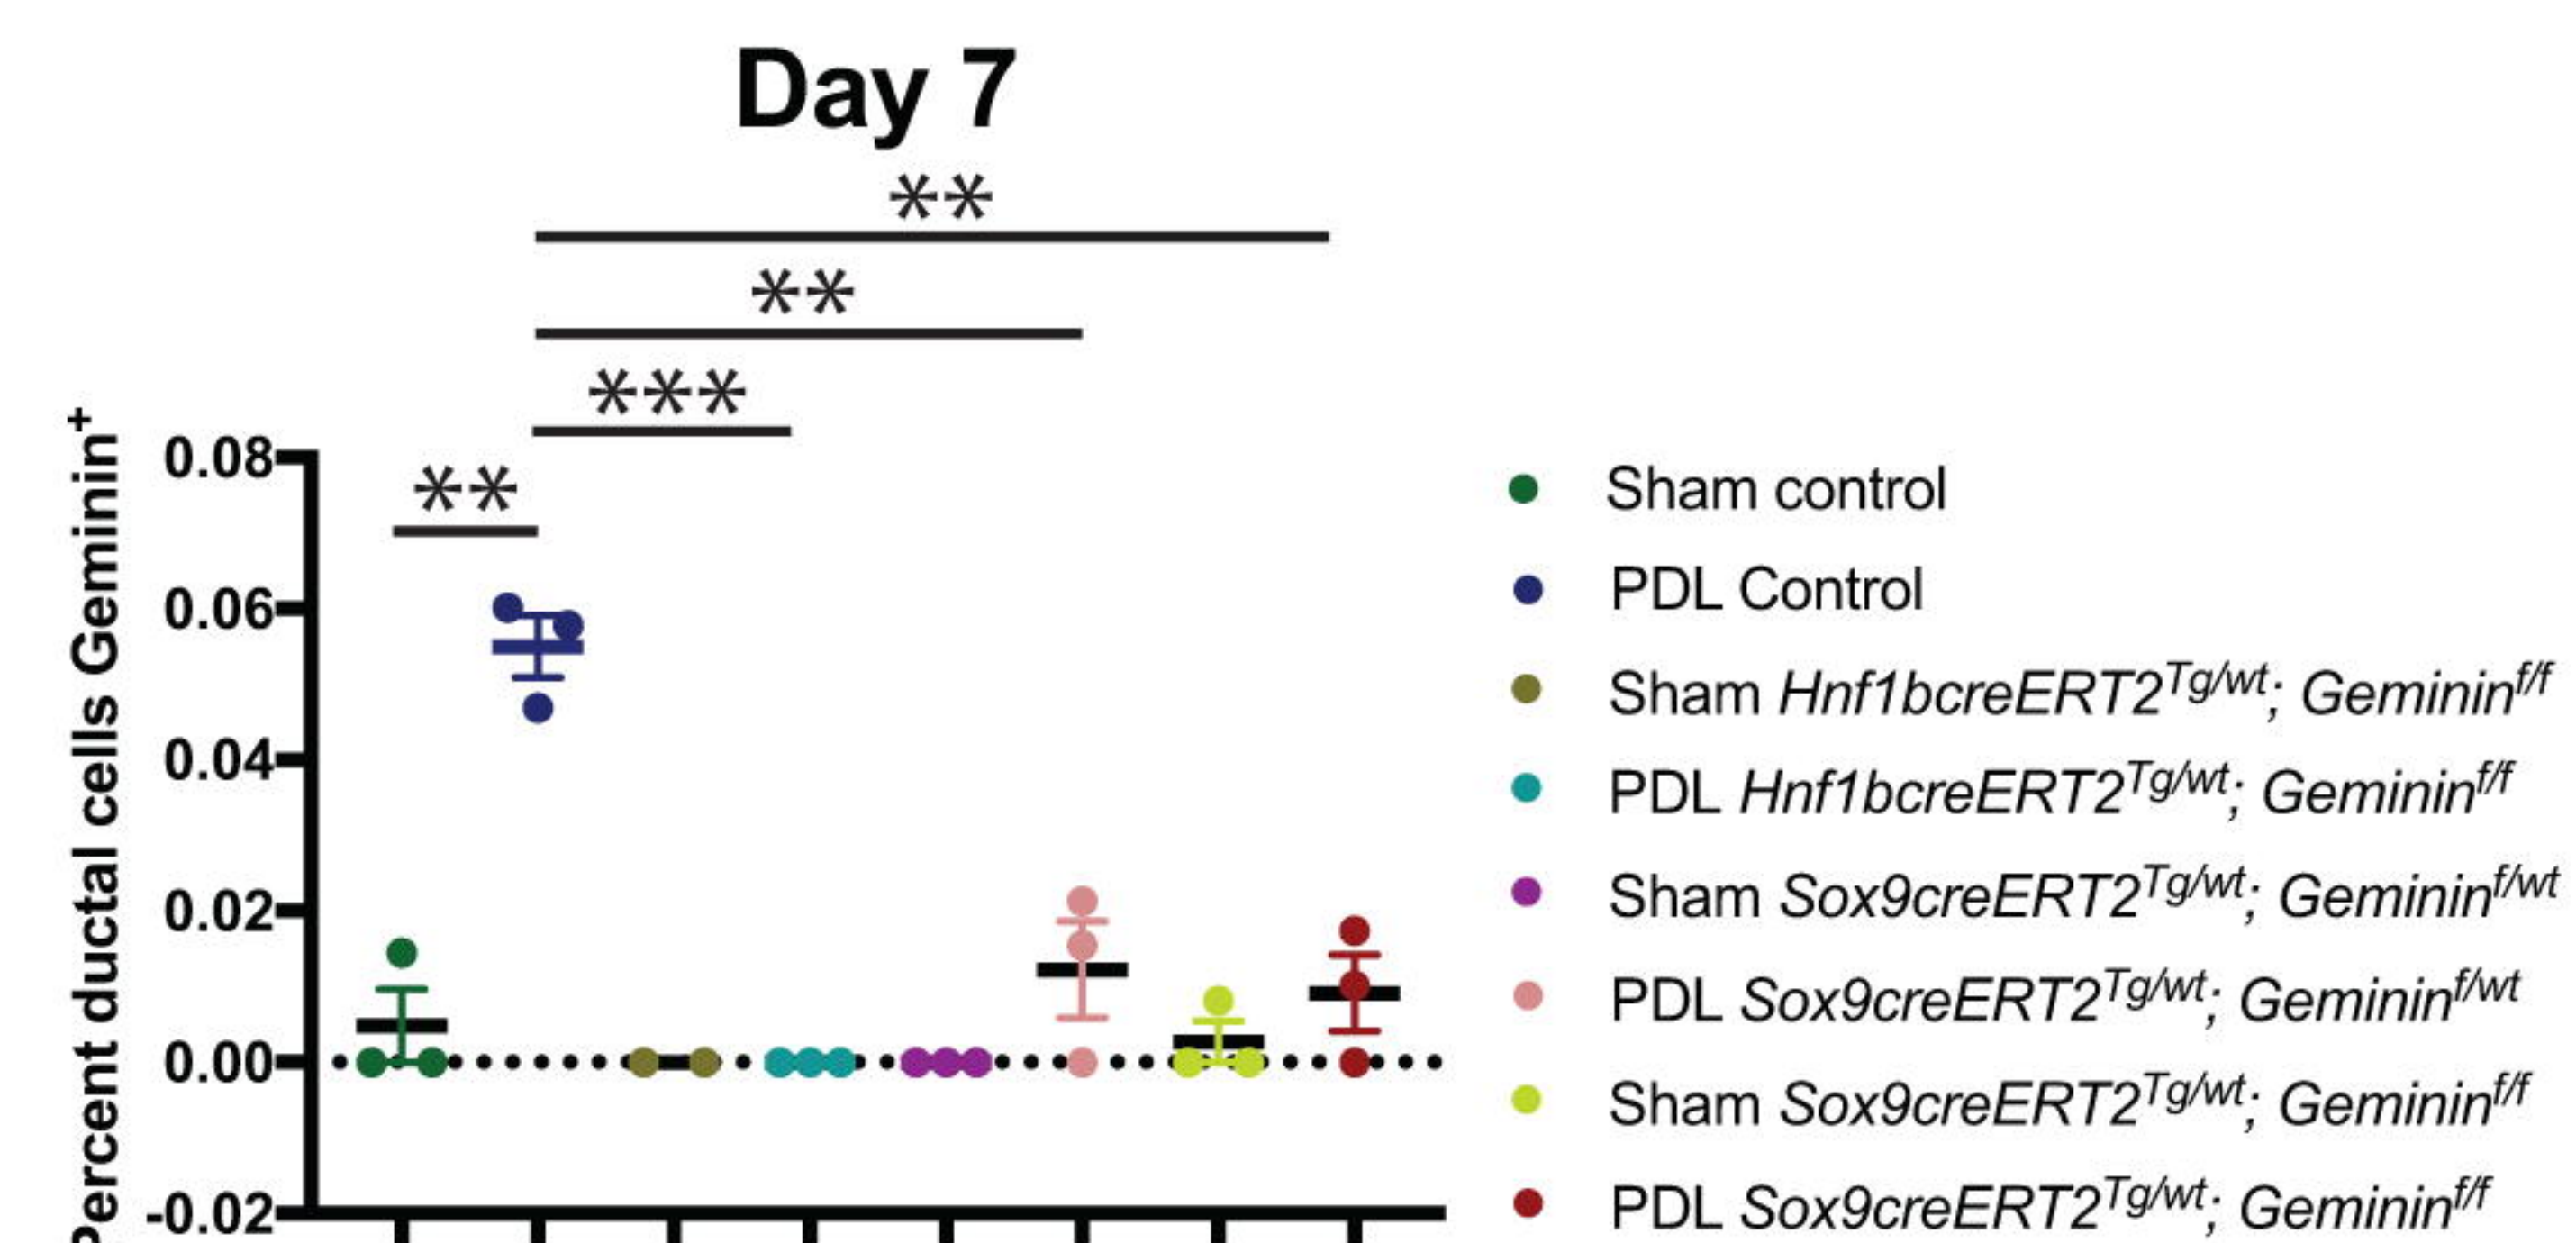 Day 7
**
**
***
**
Percent ductal cells Geminin+
0.08
0.06
0.04
0.02
0.00
-0.02
Sham control
PDL Control
Sham Hnf1bcreERT2Tg/wt; Gemininf/f
PDL Hnf1bcreERT2Tg/wt; Gemininf/f
Sham Sox9creERT2Tg/wt; Gemininf/wt
PDL Sox9creERT2Tg/wt; Gemininf/wt
Sham Sox9creERT2Tg/wt; Gemininf/f
PDL Sox9creERT2Tg/wt; Gemininf/f